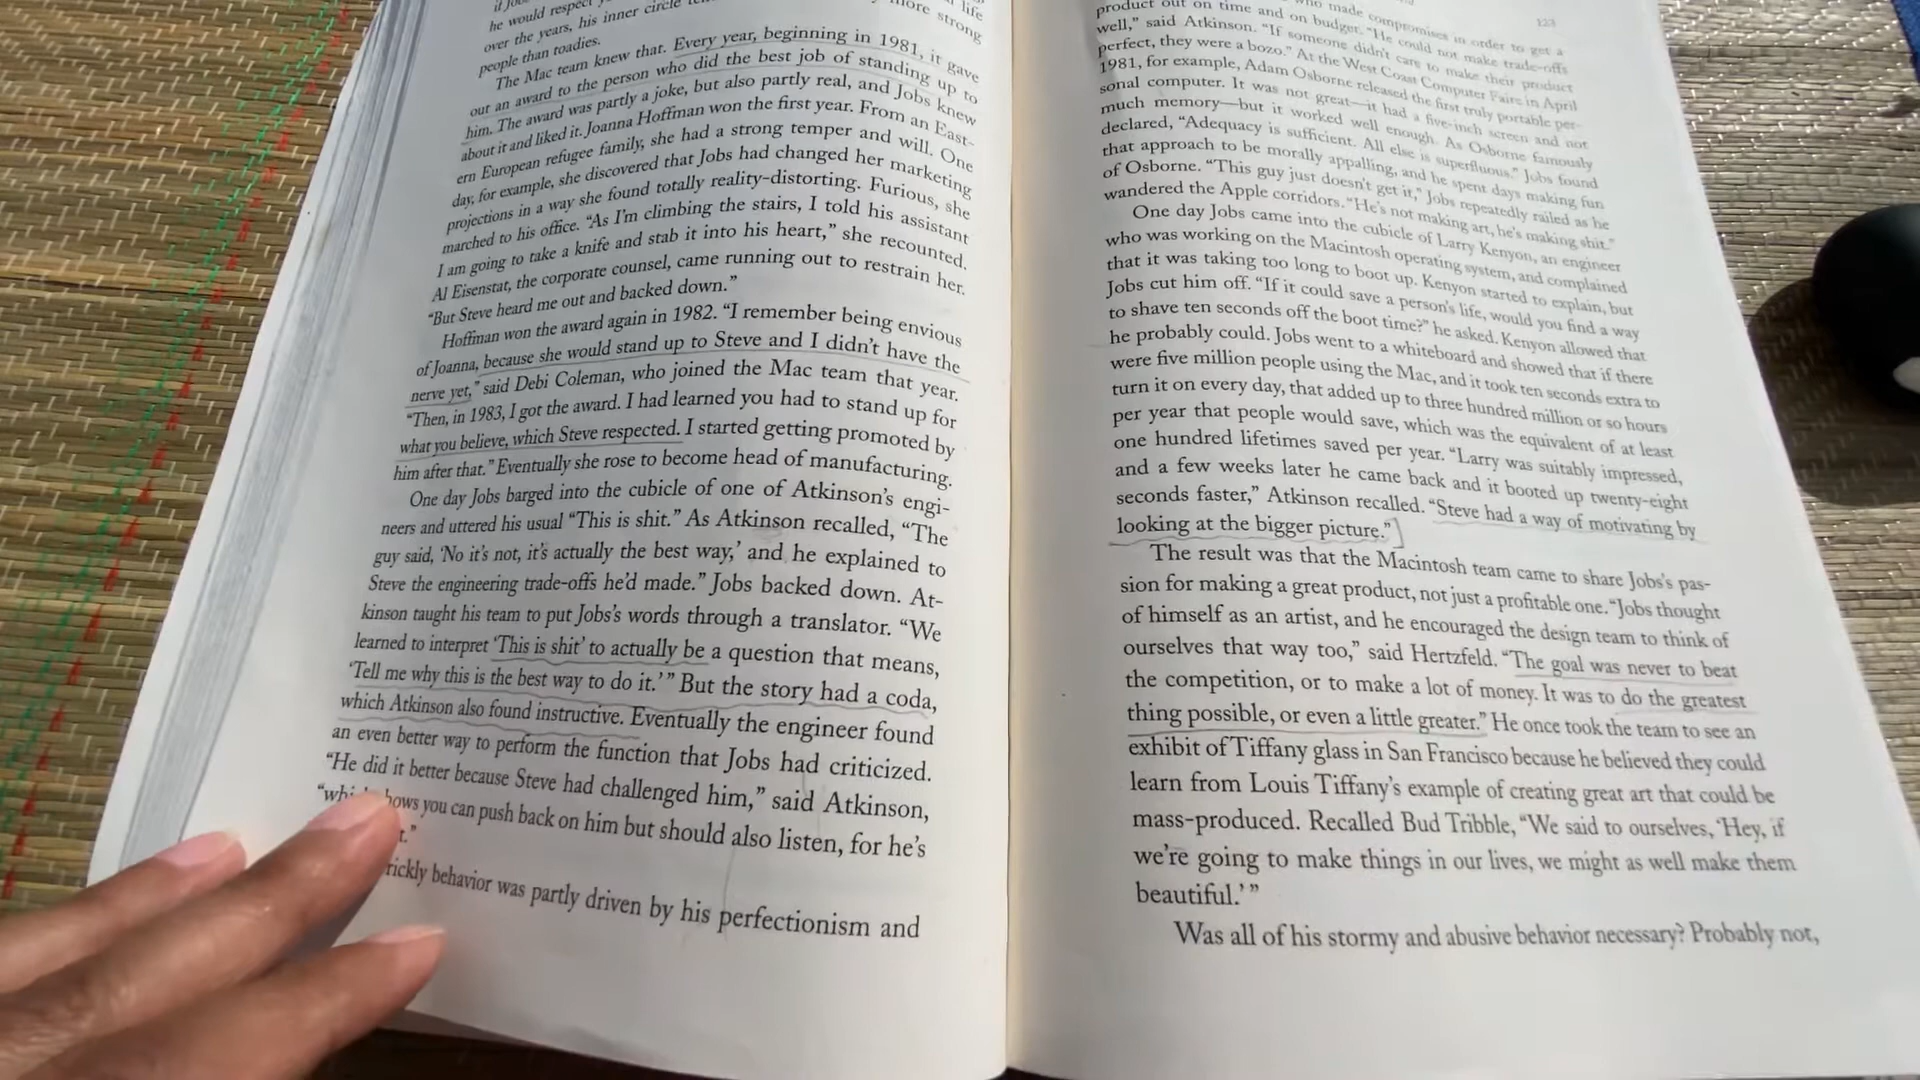 he would respect
over the years, his inner circle
more strong
people than toadies.
The Mac team knew that. Every year, beginning in 1981, it gave
out an award to the person who did the best job of standing up to
him. The award was partly a joke, but also partly real, and Jobs knew
about it and liked it. Joanna Hoffman won the first year. From an East-
ern European refugee family, she had a strong temper and will. One
day, for example, she discovered that Jobs had changed her marketing
projections in a way she found totally reality-distorting. Furious, she
marched to his office. “As I’m climbing the stairs, I told his assistant
I am going to take a knife and stab it into his heart,” she recounted.
Al Eisenstat, the corporate counsel, came running out to restrain her.
“But Steve heard me out and backed down.”
Hoffman won the award again in 1982. “I remember being envious
of Joanna, because she would stand up to Steve and I didn’t have the
nerve yet,” said Debi Coleman, who joined the Mac team that year.
“Then, in 1983, I got the award. I had learned you had to stand up for
what you believe, which Steve respected. I started getting promoted by
him after that.” Eventually she rose to become head of manufacturing.
One day Jobs barged into the cubicle of one of Atkinson’s engi-
neers and uttered his usual “This is shit.” As Atkinson recalled, “The
guy said, ‘No it’s not, it’s actually the best way,’ and he explained to
Steve the engineering trade-offs he’d made.” Jobs backed down. At-
kinson taught his team to put Jobs’s words through a translator. “We
learned to interpret ‘This is shit’ to actually be a question that means,
‘Tell me why this is the best way to do it.’” But the story had a coda,
which Atkinson also found instructive. Eventually the engineer found
an even better way to perform the function that Jobs had criticized.
“He did it better because Steve had challenged him,” said Atkinson,
you can push back on him but should also listen, for he’s
behavior was partly driven by his perfectionism and
123
who made compromises in order to get a
product out on time and on budget. “He could not make trade-offs
well,” said Atkinson. “If someone didn’t care to make their product
perfect, they were a bozo.” At the West Coast Computer Faire in April
1981, for example, Adam Osborne released the first truly portable per-
sonal computer. It was not great—it had a five-inch screen and not
much memory—but it worked well enough. As Osborne famously
declared, “Adequacy is sufficient. All else is superfluous.” Jobs found
that approach to be morally appalling, and he spent days making fun
of Osborne. “This guy just doesn’t get it,” Jobs repeatedly railed as he
wandered the Apple corridors. “He’s not making art, he’s making shit.”
One day Jobs came into the cubicle of Larry Kenyon, an engineer
who was working on the Macintosh operating system, and complained
that it was taking too long to boot up. Kenyon started to explain, but
Jobs cut him off. “If it could save a person’s life, would you find a way
to shave ten seconds off the boot time?” he asked. Kenyon allowed that
he probably could. Jobs went to a whiteboard and showed that if there
were five million people using the Mac, and it took ten seconds extra to
turn it on every day, that added up to three hundred million or so hours
per year that people would save, which was the equivalent of at least
one hundred lifetimes saved per year. “Larry was suitably impressed,
and a few weeks later he came back and it booted up twenty-eight
seconds faster,” Atkinson recalled. “Steve had a way of motivating by
looking at the bigger picture.”
The result was that the Macintosh team came to share Jobs’s pas-
sion for making a great product, not just a profitable one. “Jobs thought
of himself as an artist, and he encouraged the design team to think of
ourselves that way too,” said Hertzfeld. “The goal was never to beat
the competition, or to make a lot of money. It was to do the greatest
thing possible, or even a little greater.” He once took the team to see an
exhibit of Tiffany glass in San Francisco because he believed they could
learn from Louis Tiffany’s example of creating great art that could be
mass-produced. Recalled Bud Tribble, “We said to ourselves, ‘Hey, if
we’re going to make things in our lives, we might as well make them
beautiful.’”
Was all of his stormy and abusive behavior necessary? Probably not,